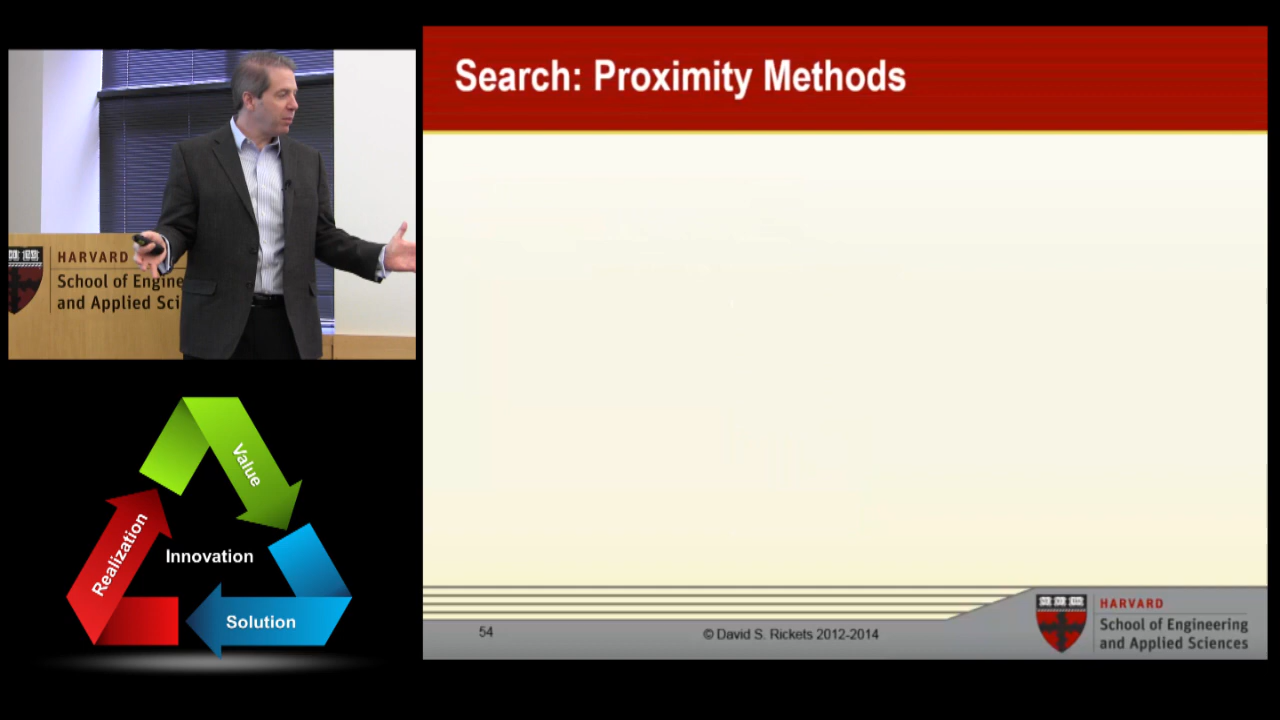 Search: Proximity Methods
HARVARD
School of Engine
and Applied Sci
Value
Realization
Innovation
Solution
54
© David S. Rickets 2012-2014
HARVARD
School of Engineering
and Applied Sciences